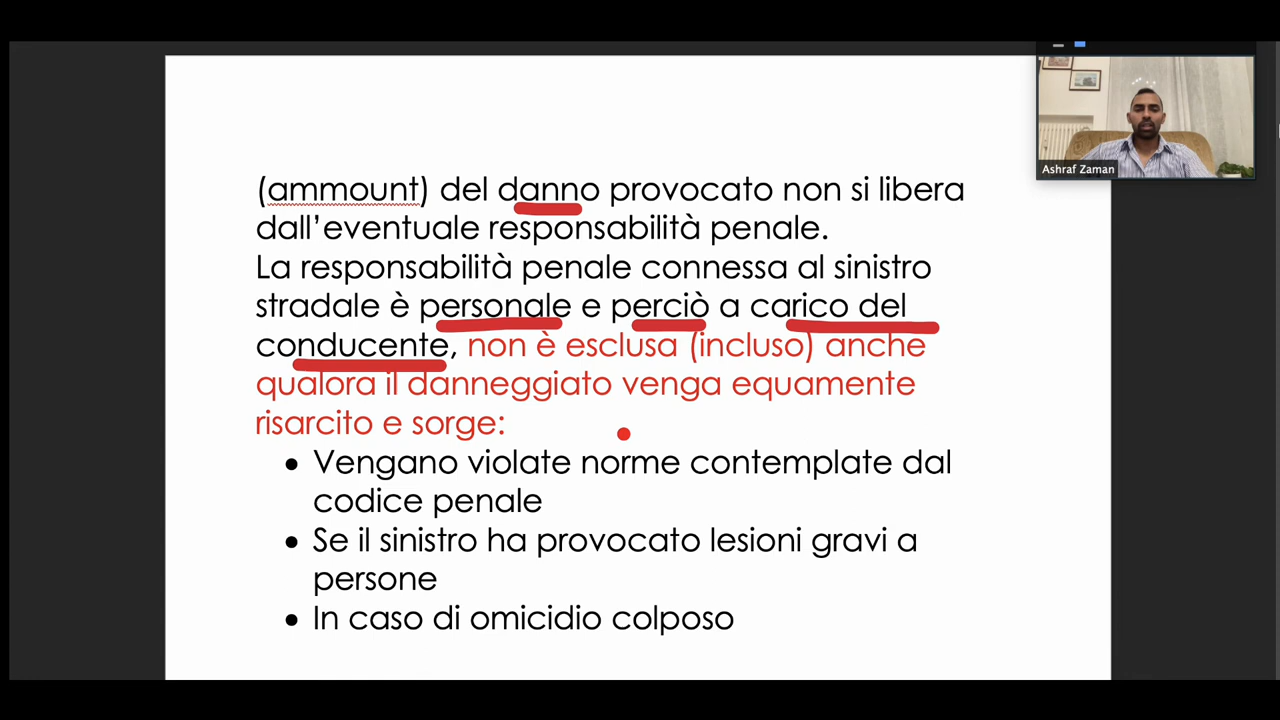 (ammount) del danno provocato non si libera
dall’eventuale responsabilità penale.
La responsabilità penale connessa al sinistro
stradale è personale e perciò a carico del
conducente, non è esclusa (incluso) anche
qualora il danneggiato venga equamente
risarcito e sorge:
• Vengano violate norme contemplate dal
codice penale
• Se il sinistro ha provocato lesioni gravi a
persone
• In caso di omicidio colposo
Ashraf Zaman